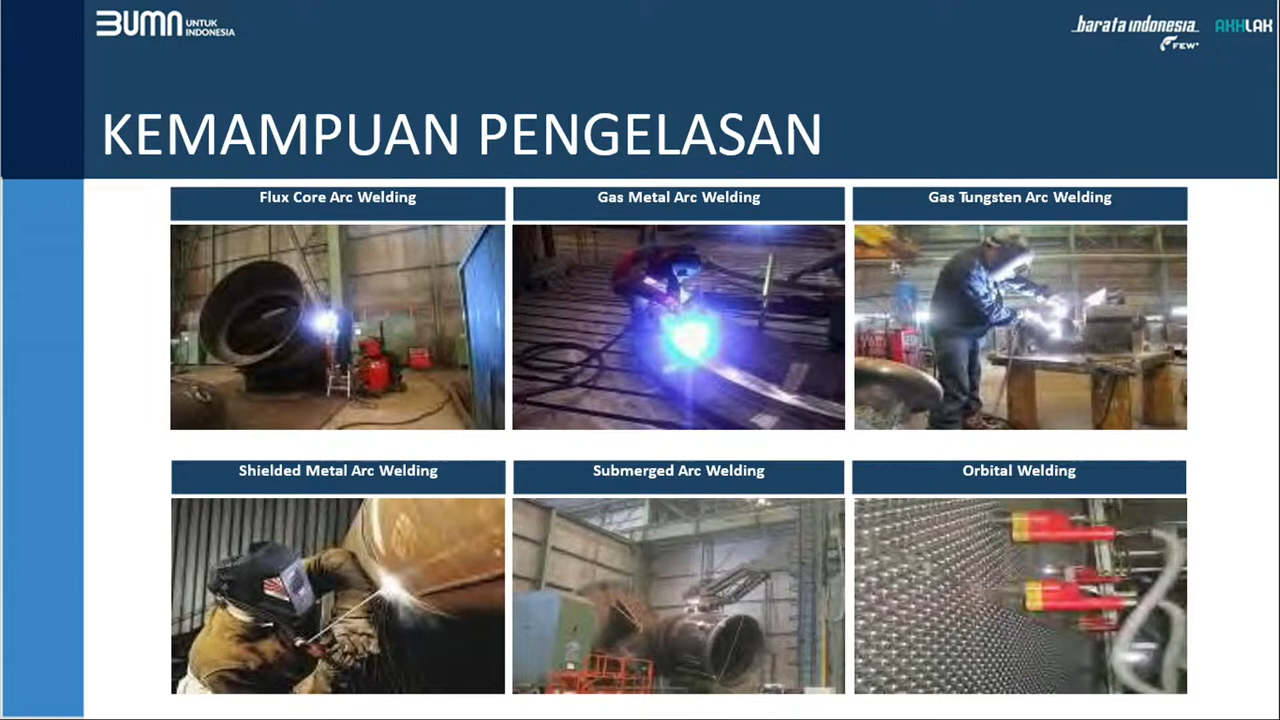 BUMN UNTUK
INDONESIA
barata indonesia
FEW
AKHLAK
KEMAMPUAN PENGELASAN
Flux Core Arc Welding
Gas Metal Arc Welding
Gas Tungsten Arc Welding
Shielded Metal Arc Welding
Submerged Arc Welding
Orbital Welding